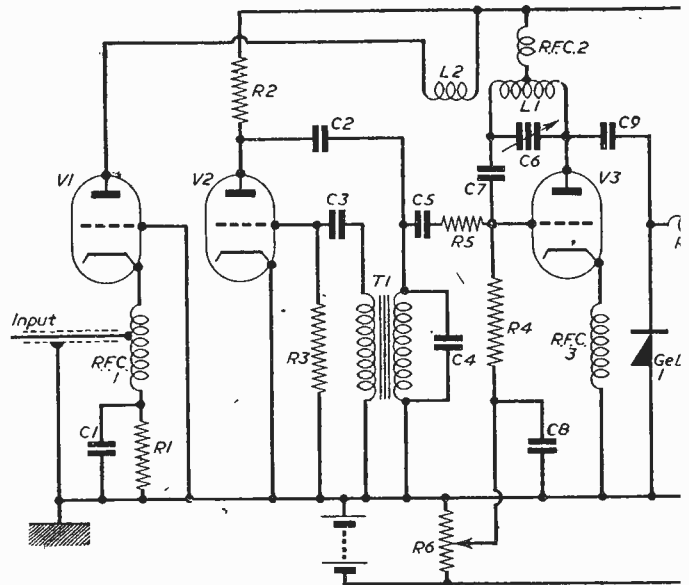 R.F.C.2
L2
R2
L1
C2
C9
C6
V1
V2
C7
V3
C3
C5
R5
T1
Input
R.F.C.
1
R3
C4
R4
R.F.C.
3
GeD
1
C1
R1
C8
R6